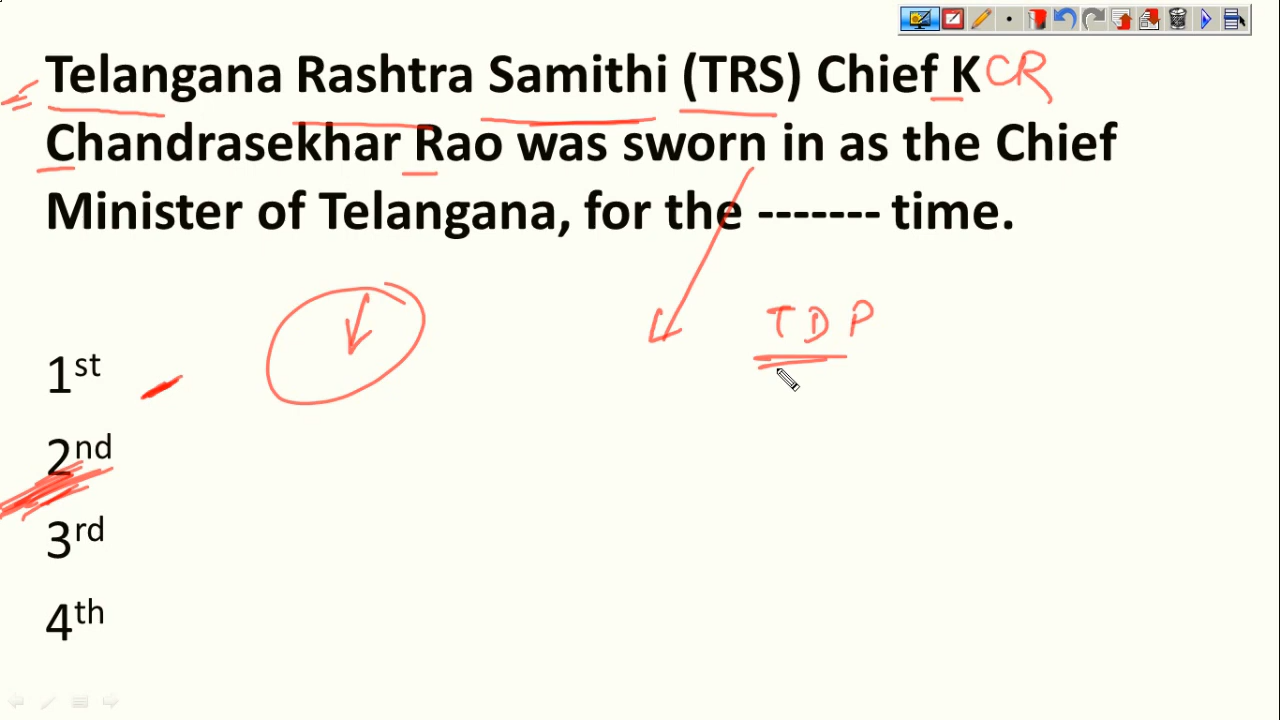 Telangana Rashtra Samithi (TRS) Chief K CR
Chandrasekhar Rao was sworn in as the Chief
Minister of Telangana, for the ------- time.
TDP
1st
2nd
3rd
4th